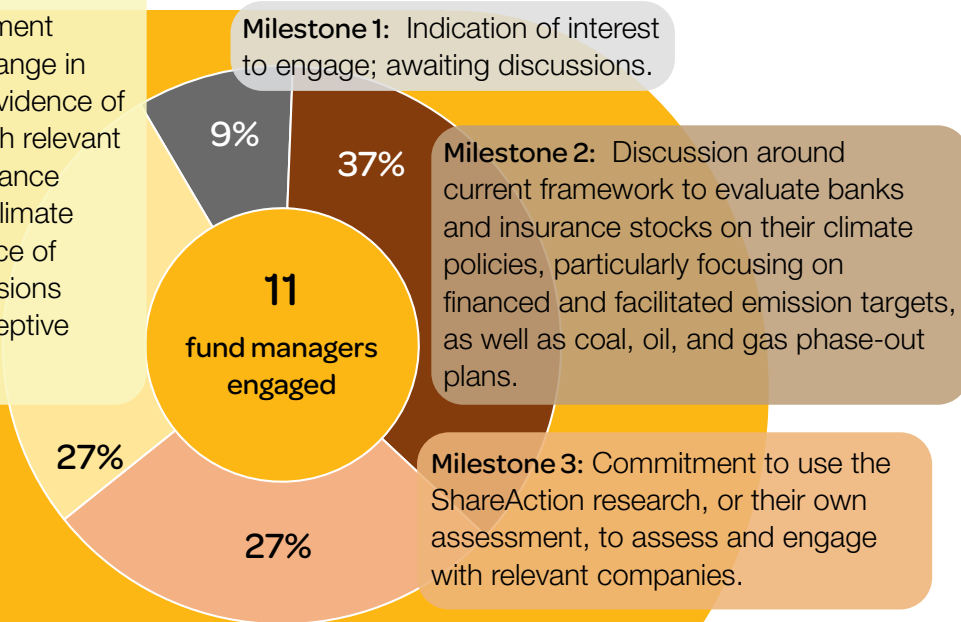 ment
ange in
vidence of
h relevant
ance
limate
ce of
sions
eptive
Milestone 1: Indication of interest
to engage; awaiting discussions.
9%
37%
Milestone 2: Discussion around
current framework to evaluate banks
and insurance stocks on their climate
policies, particularly focusing on
financed and facilitated emission targets,
as well as coal, oil, and gas phase-out
plans.
11
fund managers
engaged
27%
27%
Milestone 3: Commitment to use the
ShareAction research, or their own
assessment, to assess and engage
with relevant companies.